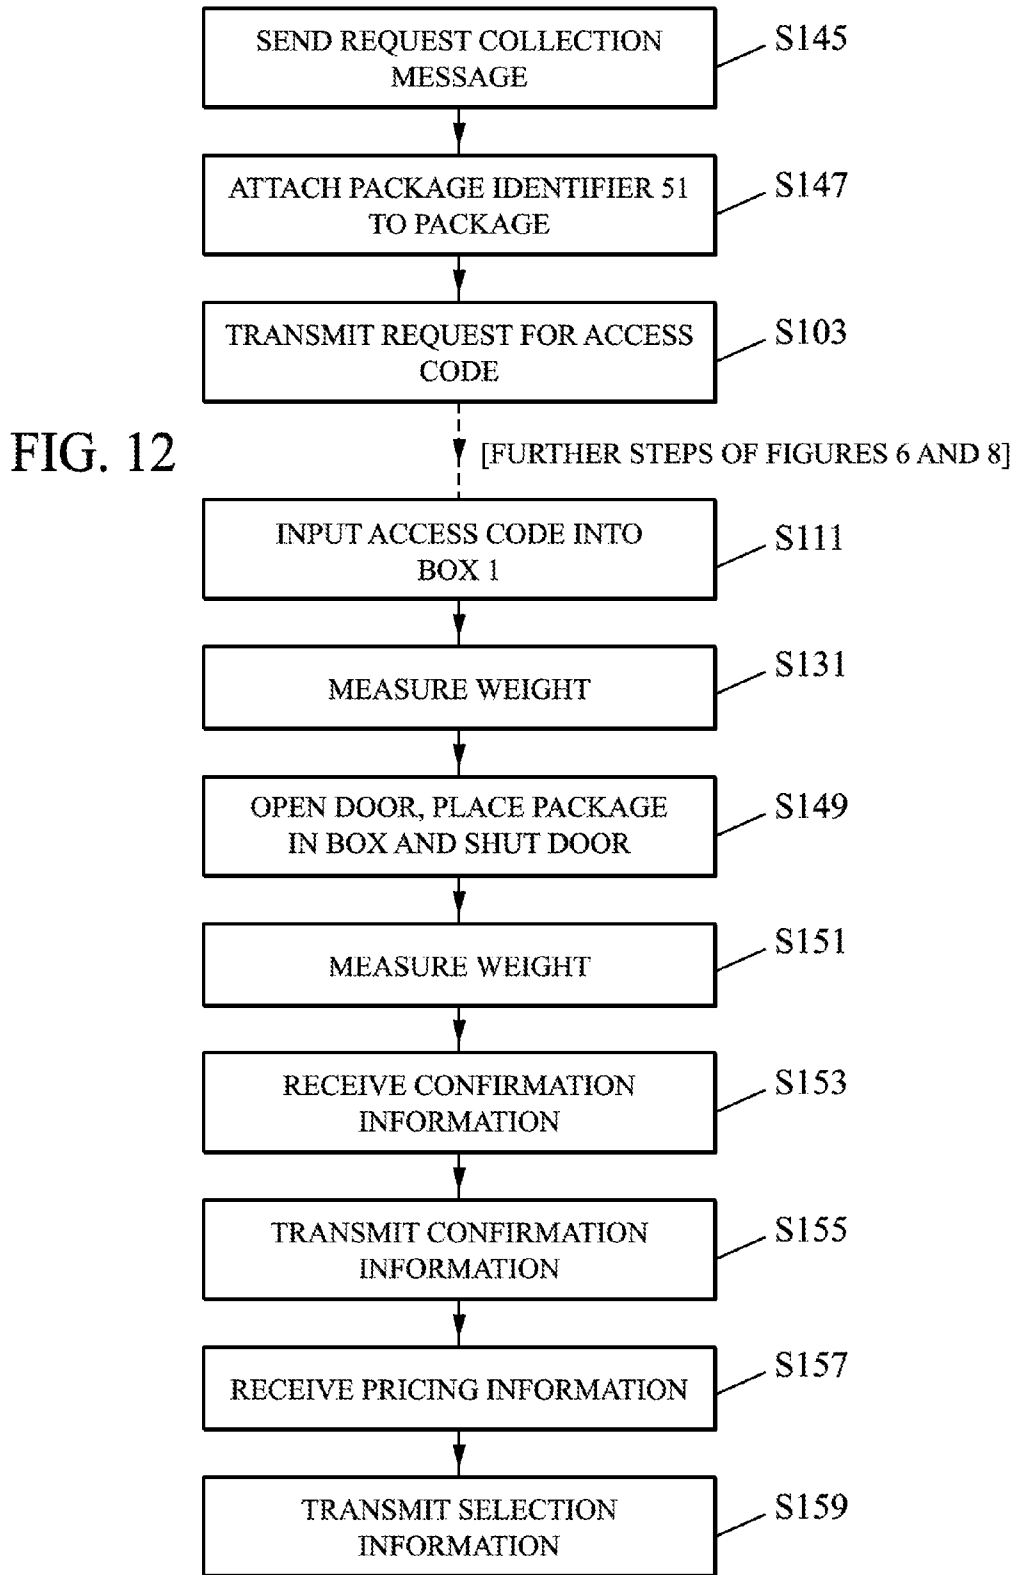 SEND REQUEST COLLECTION
MESSAGE
S145
ATTACH PACKAGE IDENTIFIER 51
TO PACKAGE
S147
TRANSMIT REQUEST FOR ACCESS
CODE
S103
FIG. 12
[FURTHER STEPS OF FIGURES 6 AND 8]
INPUT ACCESS CODE INTO
BOX 1
S111
MEASURE WEIGHT
S131
OPEN DOOR, PLACE PACKAGE
IN BOX AND SHUT DOOR
S149
MEASURE WEIGHT
S151
RECEIVE CONFIRMATION
INFORMATION
S153
TRANSMIT CONFIRMATION
INFORMATION
S155
RECEIVE PRICING INFORMATION
S157
TRANSMIT SELECTION
INFORMATION
S159